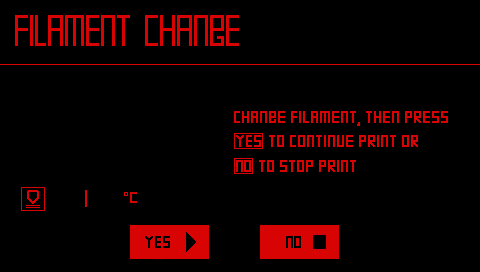 FILAMENT CHANGE
CHANGE FILAMENT, THEN PRESS
YES TO CONTINUE PRINT OR
NO TO STOP PRINT
| °C
YES
NO